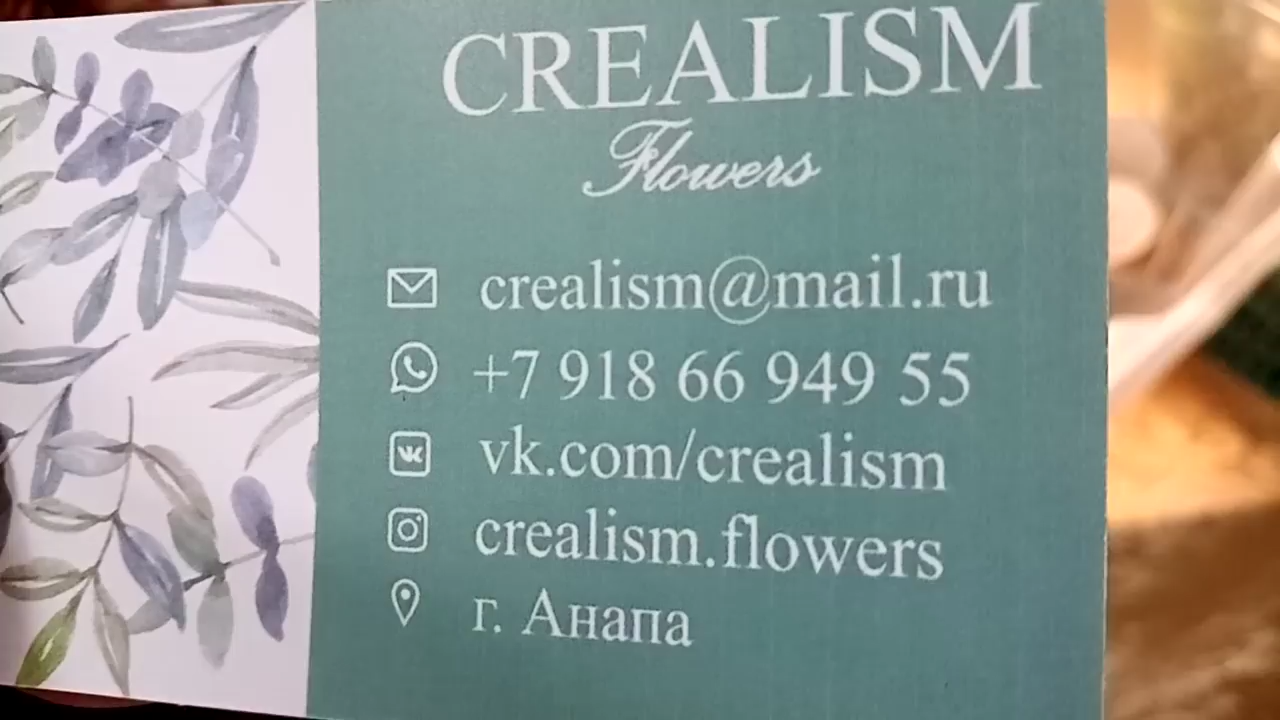 CREALISM
Flowers
crealism@mail.ru
+7 918 66 949 55
vk.com/crealism
crealism.flowers
г. Анапа